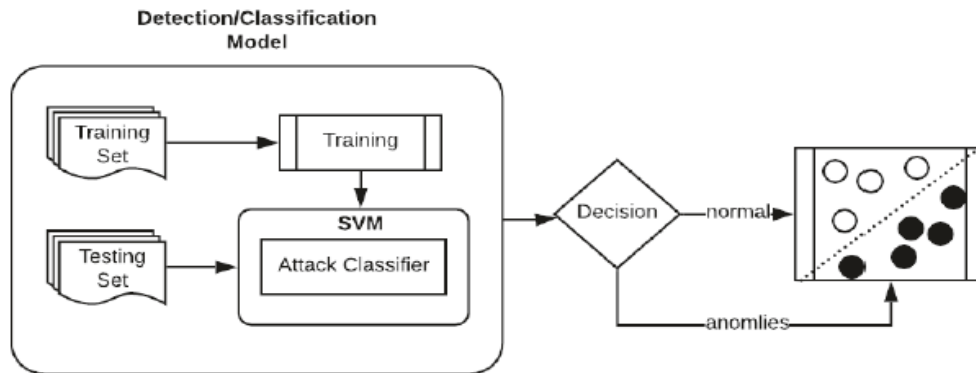 Detection/Classification
Model
Training
Set
Training
SVM
Attack Classifier
Testing
Set
Decision
normal
anomlies